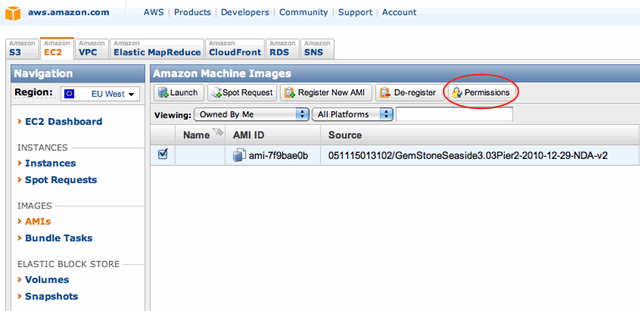 aws.amazon.com AWS Products Developers Community Support Account
Amazon S3 Amazon EC2 Amazon VPC Amazon Elastic MapReduce Amazon CloudFront Amazon RDS Amazon SNS
Navigation
Region: EU West
EC2 Dashboard
INSTANCES
Instances
Spot Requests
IMAGES
AMIs
Bundle Tasks
ELASTIC BLOCK STORE
Volumes
Snapshots
Amazon Machine Images
Launch Spot Request Register New AMI De-register Permissions
Viewing: Owned By Me All Platforms
Name AMI ID Source
ami-7f9bae0b 051115013102/GemStoneSeaside3.03Pier2-2010-12-29-NDA-v2